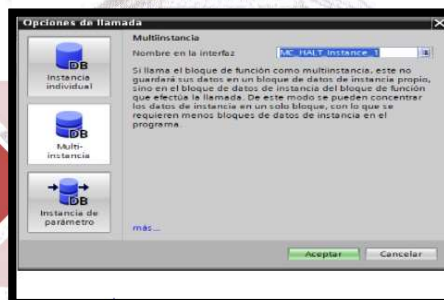 Opciones de llamada
DB
Instancia
individual
DB
Multi-
instancia
DB
Instancia de
parámetro
Multiinstancia
Nombre en la interfaz
MC_HALT_Instance_1
Si llama el bloque de función como multiinstancia, este no
guardará sus datos en un bloque de datos de instancia propio,
sino en el bloque de datos de instancia del bloque de función
que efectúa la llamada. De este modo se pueden concentrar
los datos de instancia en un solo bloque, con lo que se
requieren menos bloques de datos de instancia en el
programa.
más...
Aceptar
Cancelar